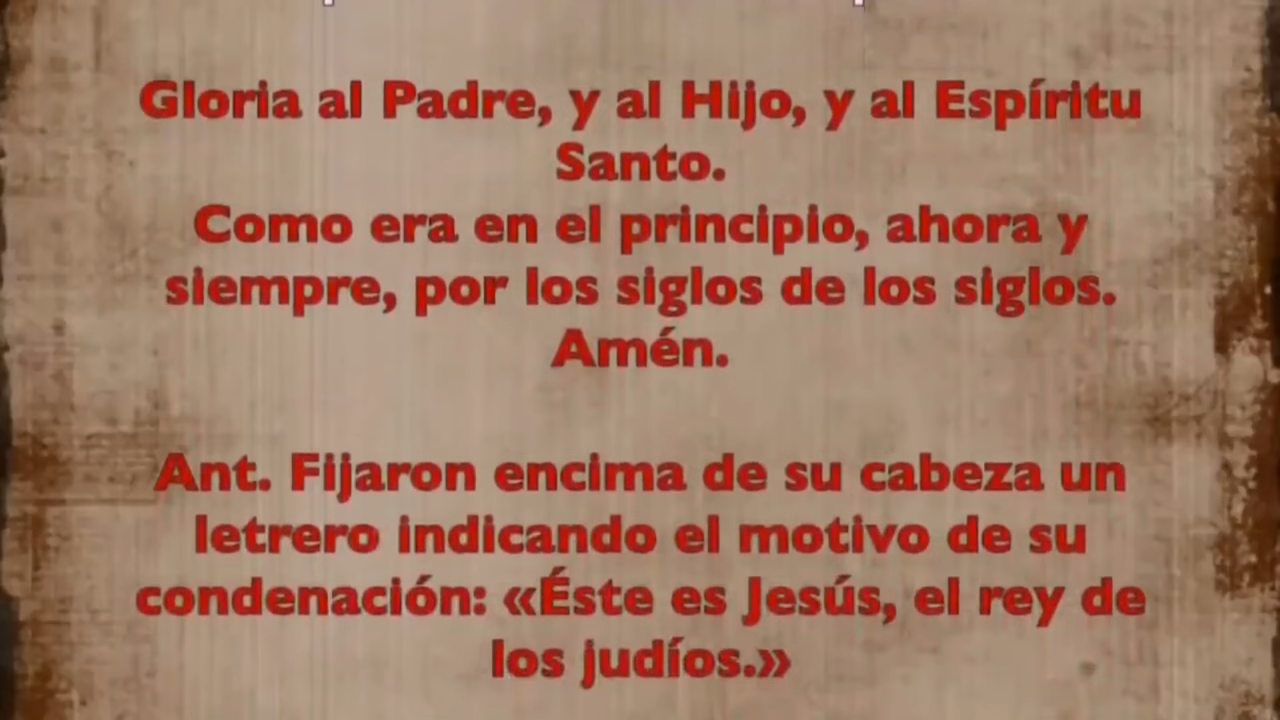 Gloria al Padre, y al Hijo, y al Espíritu
Santo.
Como era en el principio, ahora y
siempre, por los siglos de los siglos.
Amén.
Ant. Fijaron encima de su cabeza un
letrero indicando el motivo de su
condenación: «Éste es Jesús, el rey de
los judíos.»